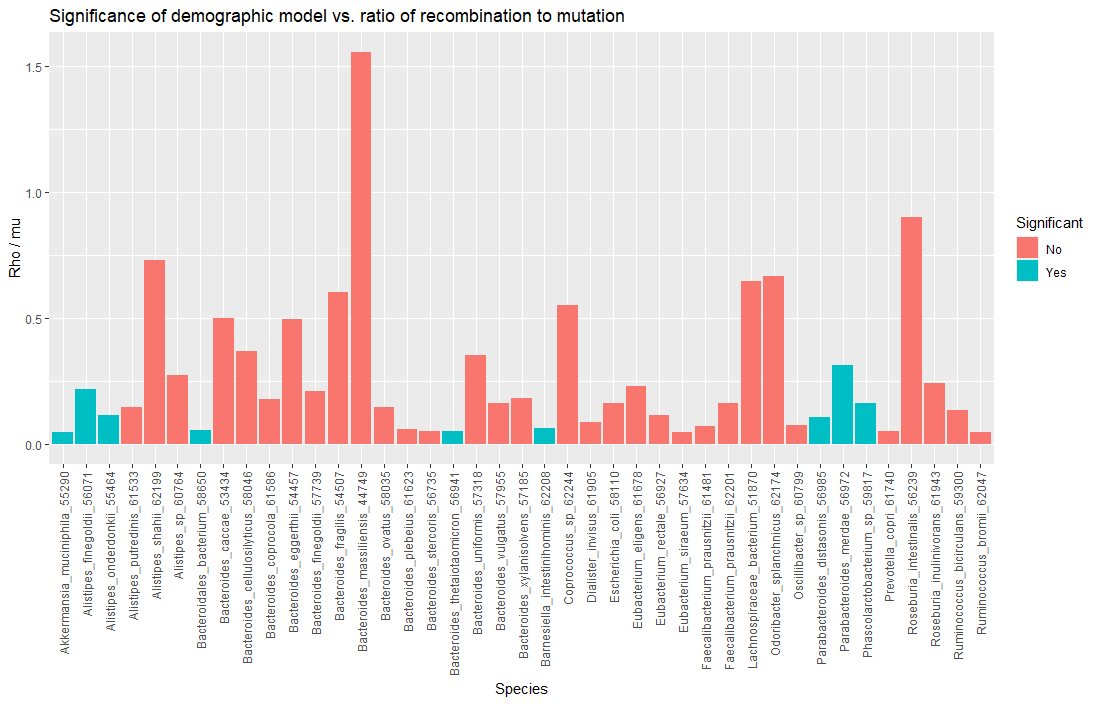 Significance of demographic model vs. ratio of recombination to mutation
Rho / mu
1.5
1.0
0.5
0.0
Akkermansia_muciniphila_55290
Alistipes_finegoldii_56071
Alistipes_onderdonkii_55464
Alistipes_putredinis_61533
Alistipes_shahii_62199
Alistipes_sp_60764
Bacteroidales_bacterium_58650
Bacteroides_caccae_53434
Bacteroides_cellulosilyticus_58046
Bacteroides_coprocola_61586
Bacteroides_eggerthii_54457
Bacteroides_finegoldii_57739
Bacteroides_fragilis_54507
Bacteroides_massiliensis_44749
Bacteroides_ovatus_58035
Bacteroides_plebeius_61623
Bacteroides_stercoris_56735
Bacteroides_thetaiotaomicron_56941
Bacteroides_uniformis_57318
Bacteroides_vulgatus_57955
Bacteroides_xylanisolvens_57185
Barnesiella_intestinihominis_62208
Coprococcus_sp_62244
Dialister_invisus_61905
Escherichia_coli_58110
Eubacterium_eligens_61678
Eubacterium_rectale_56927
Eubacterium_siraeum_57634
Faecalibacterium_prausnitzii_61481
Faecalibacterium_prausnitzii_62201
Lachnospiraceae_bacterium_51870
Odoribacter_splanchnicus_62174
Oscillibacter_sp_60799
Parabacteroides_distasonis_56985
Parabacteroides_merdae_56972
Phascolarctobacterium_sp_59817
Prevotella_copri_61740
Roseburia_intestinalis_56239
Roseburia_inulinivorans_61943
Ruminococcus_bicirculans_59300
Ruminococcus_bromii_62047
Species
Significant
No
Yes